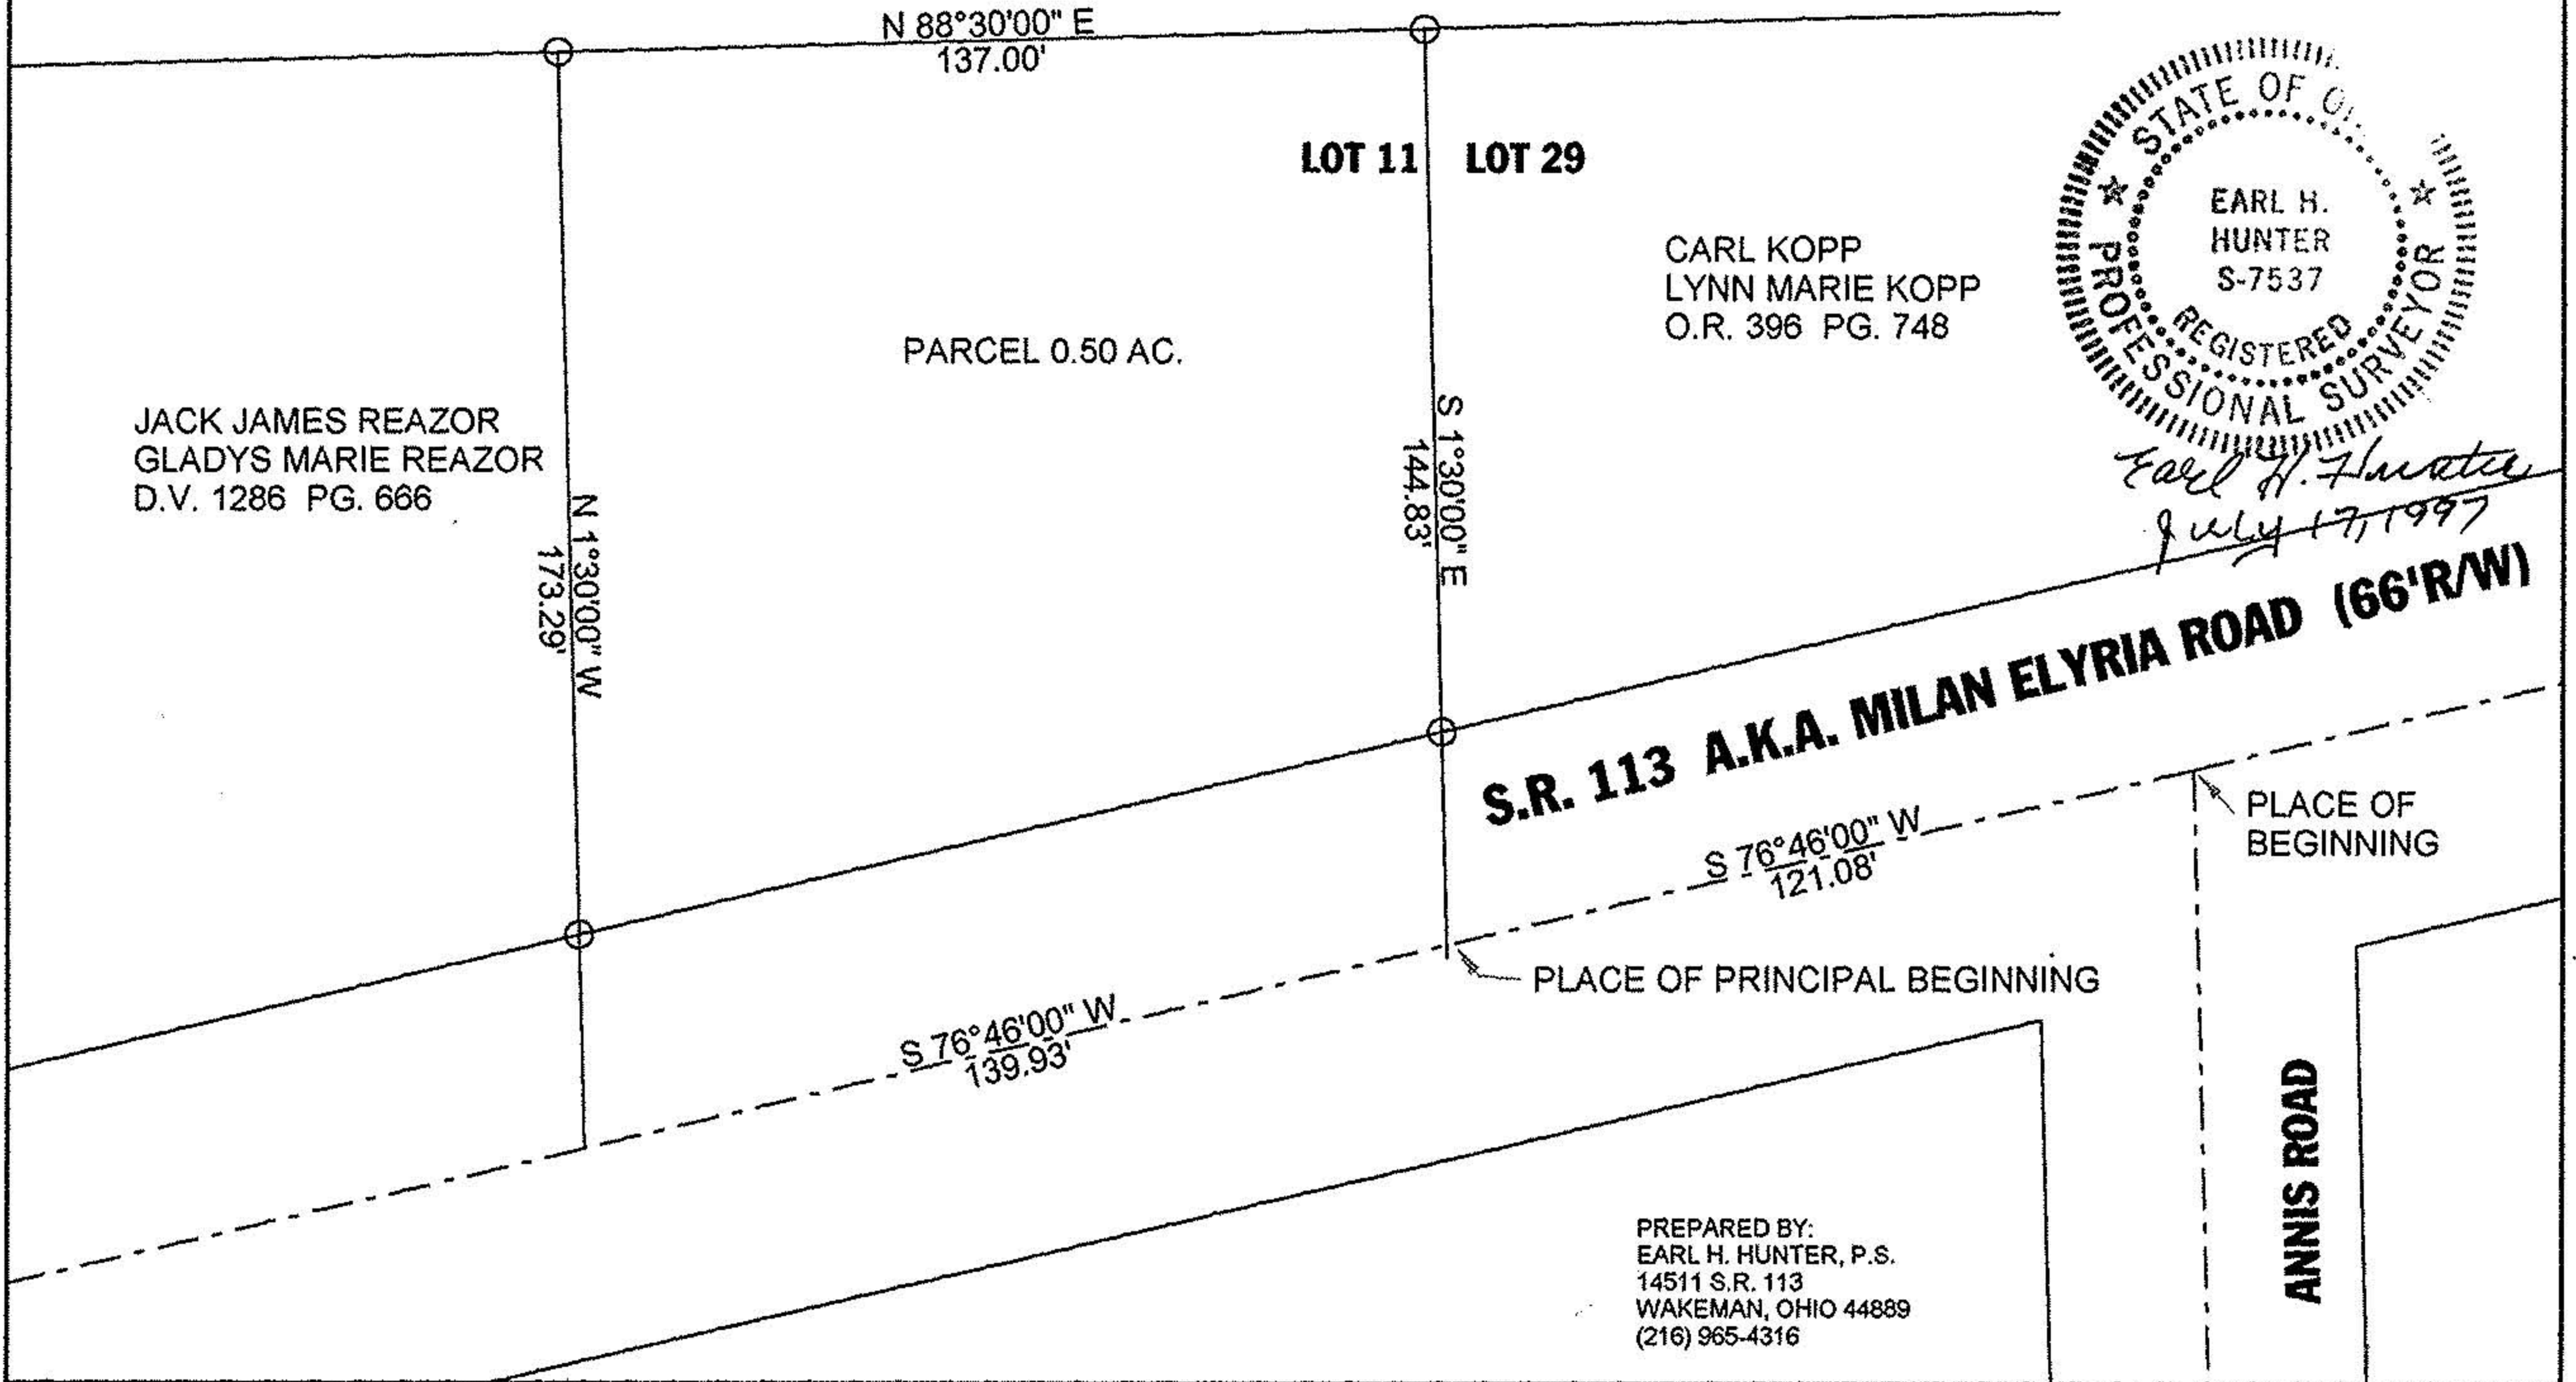 N 88°30'00" E
137.00'
LOT 11
LOT 29
STATE OF
PROFESSIONAL SURVEYOR
REGISTERED
EARL H.
HUNTER
S-7537
CARL KOPP
LYNN MARIE KOPP
O.R. 396 PG. 748
PARCEL 0.50 AC.
JACK JAMES REAZOR
GLADYS MARIE REAZOR
D.V. 1286 PG. 666
N 1°30'00" W
173.29'
S 1°30'00" E
144.83'
Earl H. Hunter
July 17, 1997
S.R. 113 A.K.A. MILAN ELYRIA ROAD (66'R/W)
S 76°46'00" W
121.08'
PLACE OF
BEGINNING
PLACE OF PRINCIPAL BEGINNING
S 76°46'00" W
139.93'
ANNIS ROAD
PREPARED BY:
EARL H. HUNTER, P.S.
14511 S.R. 113
WAKEMAN, OHIO 44889
(216) 965-4316